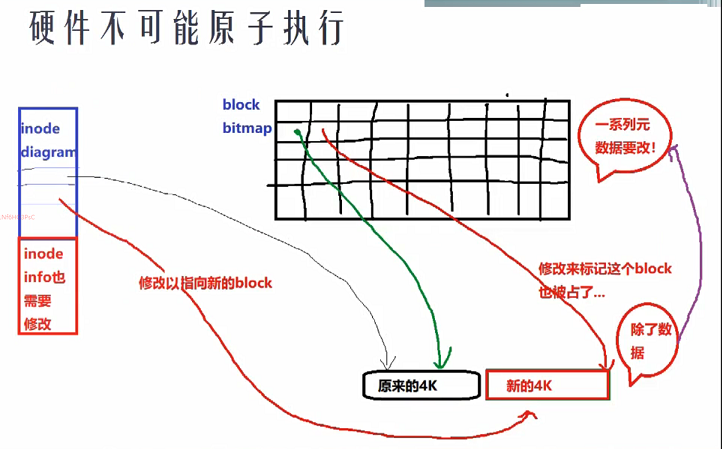 硬件不可能原子执行
block
bitmap
inode
diagram
一系列元
数据要改！
inode
info也
需要
修改
修改以指向新的block
修改来标记这个block
也被占了...
除了数
据
原来的4K
新的4K